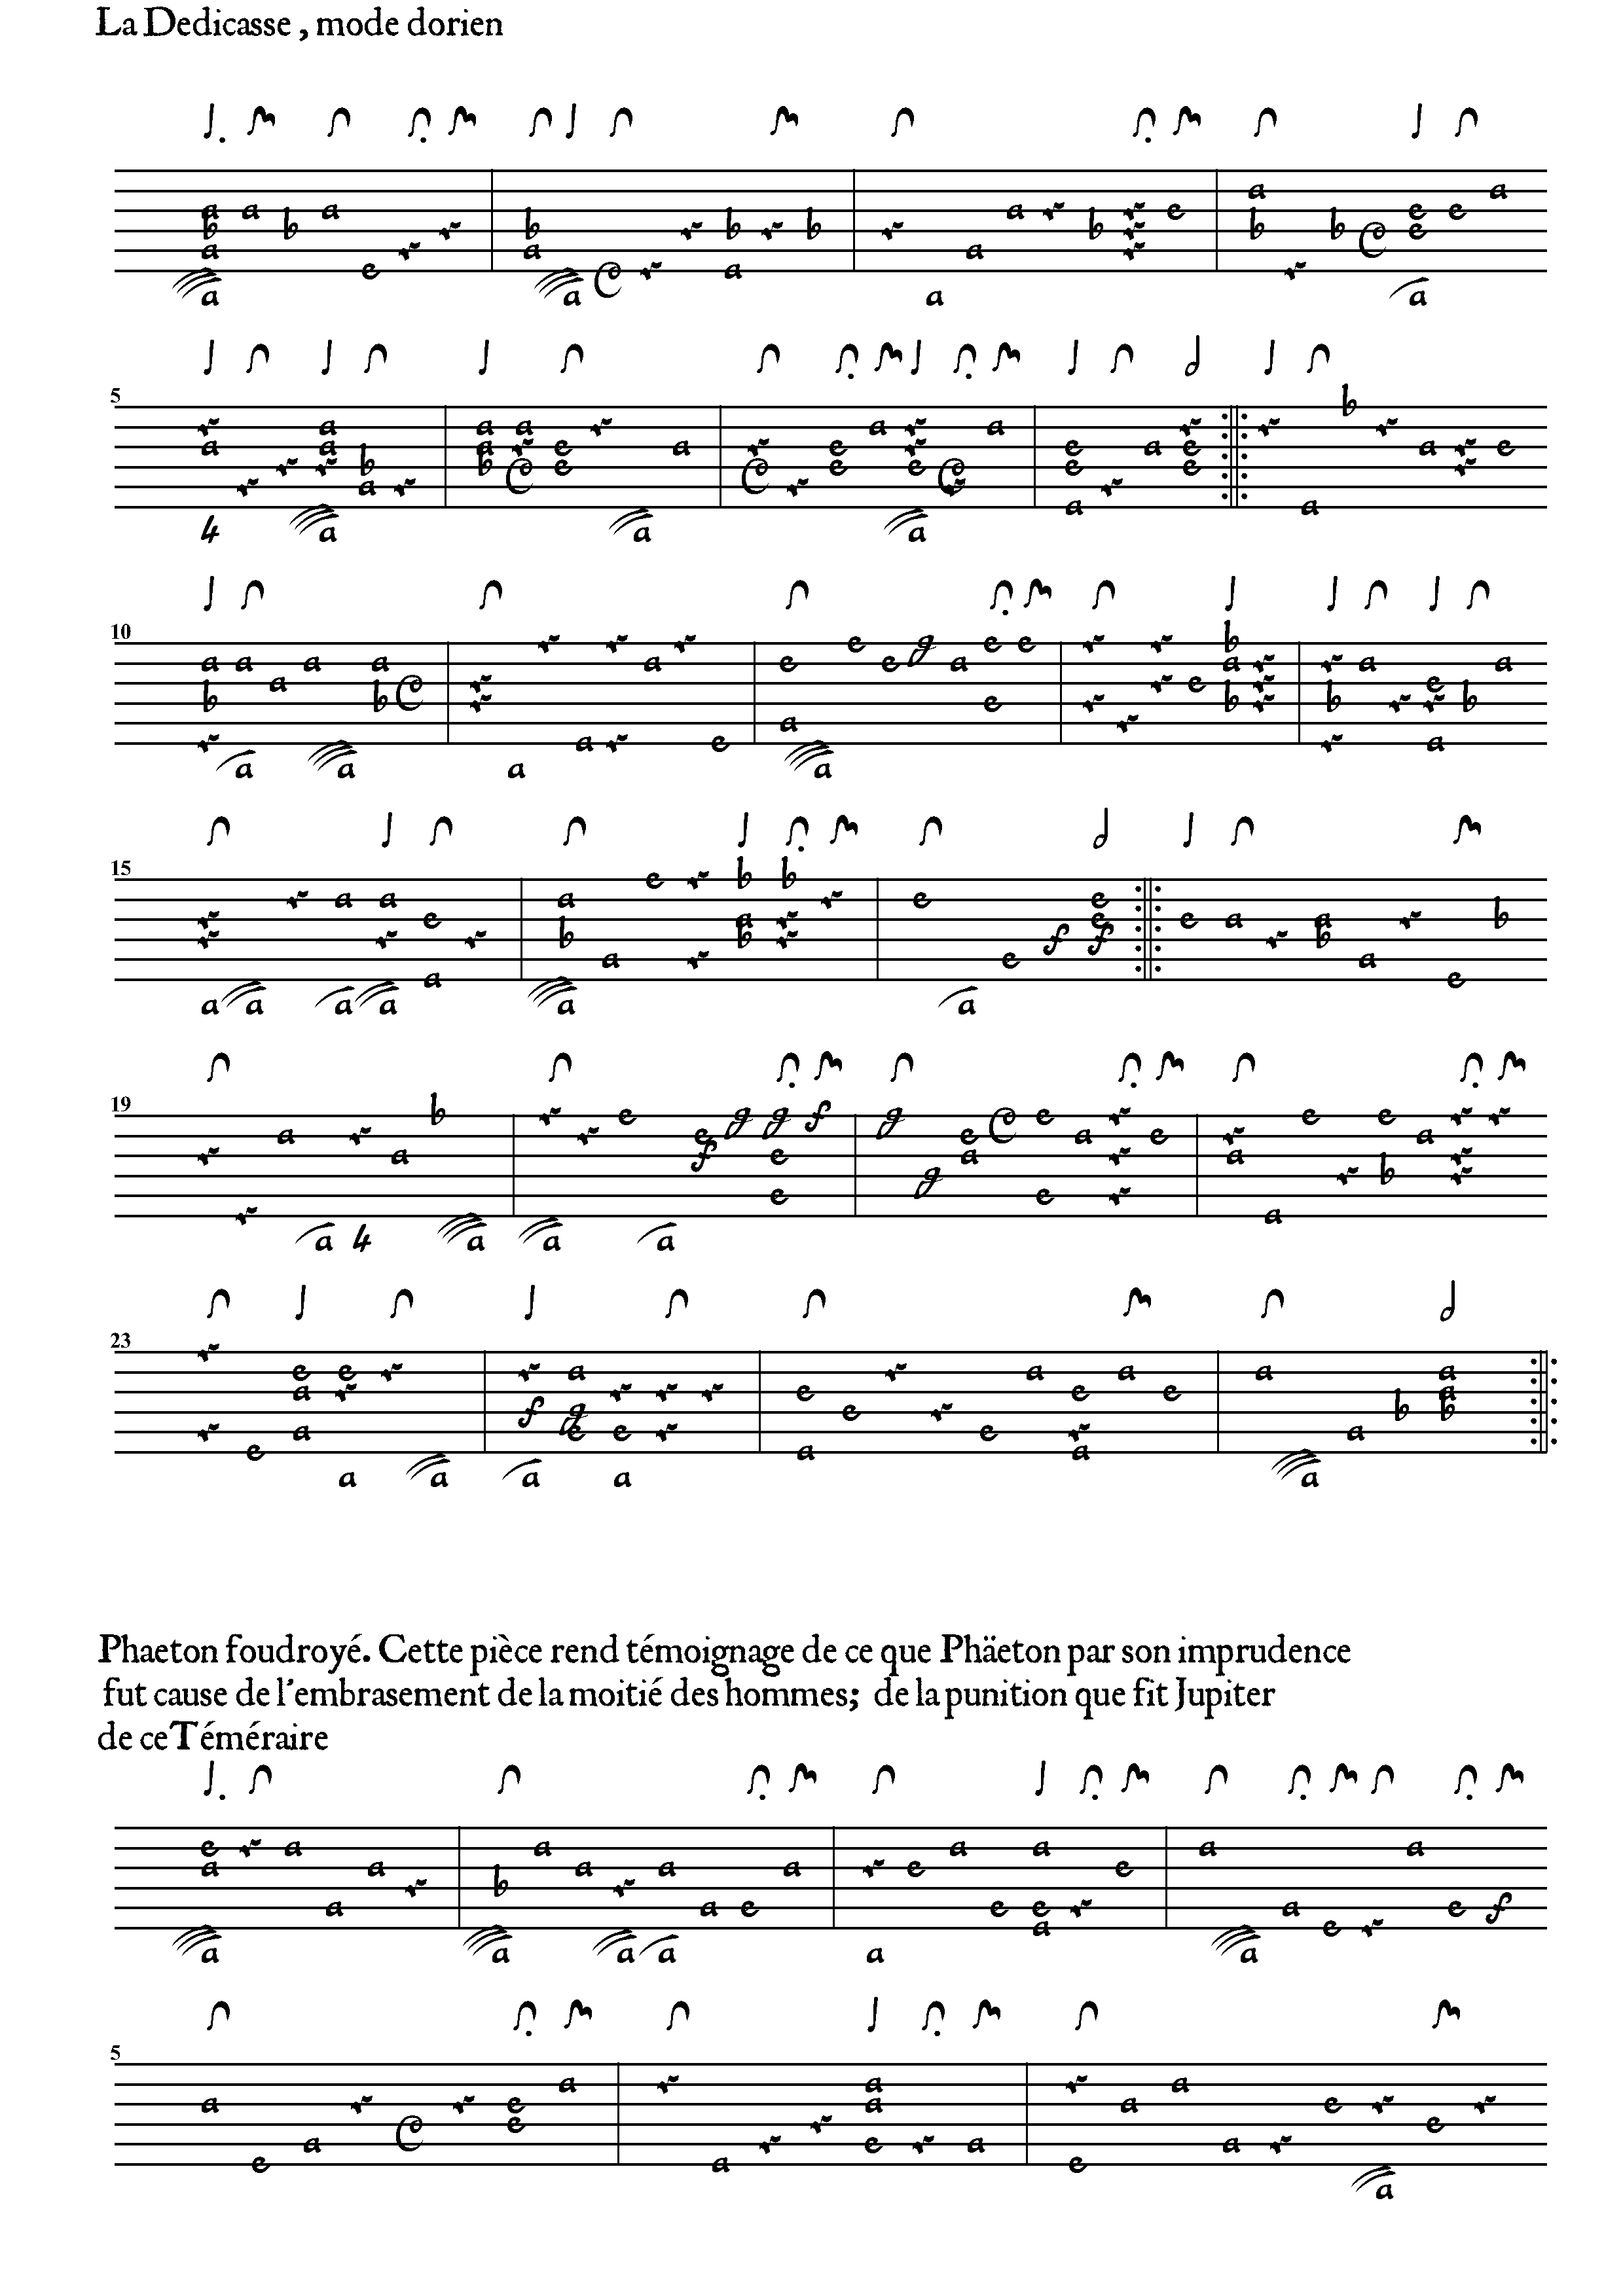 La Dedicasse , mode dorien
5
10
15
19
23
Phaeton foudroyé. Cette pièce rend témoignage de ce que Phäeton par son imprudence
fut cause de l'embrasement de la moitié des hommes; de la punition que fit Jupiter
de ceTéméraire
5